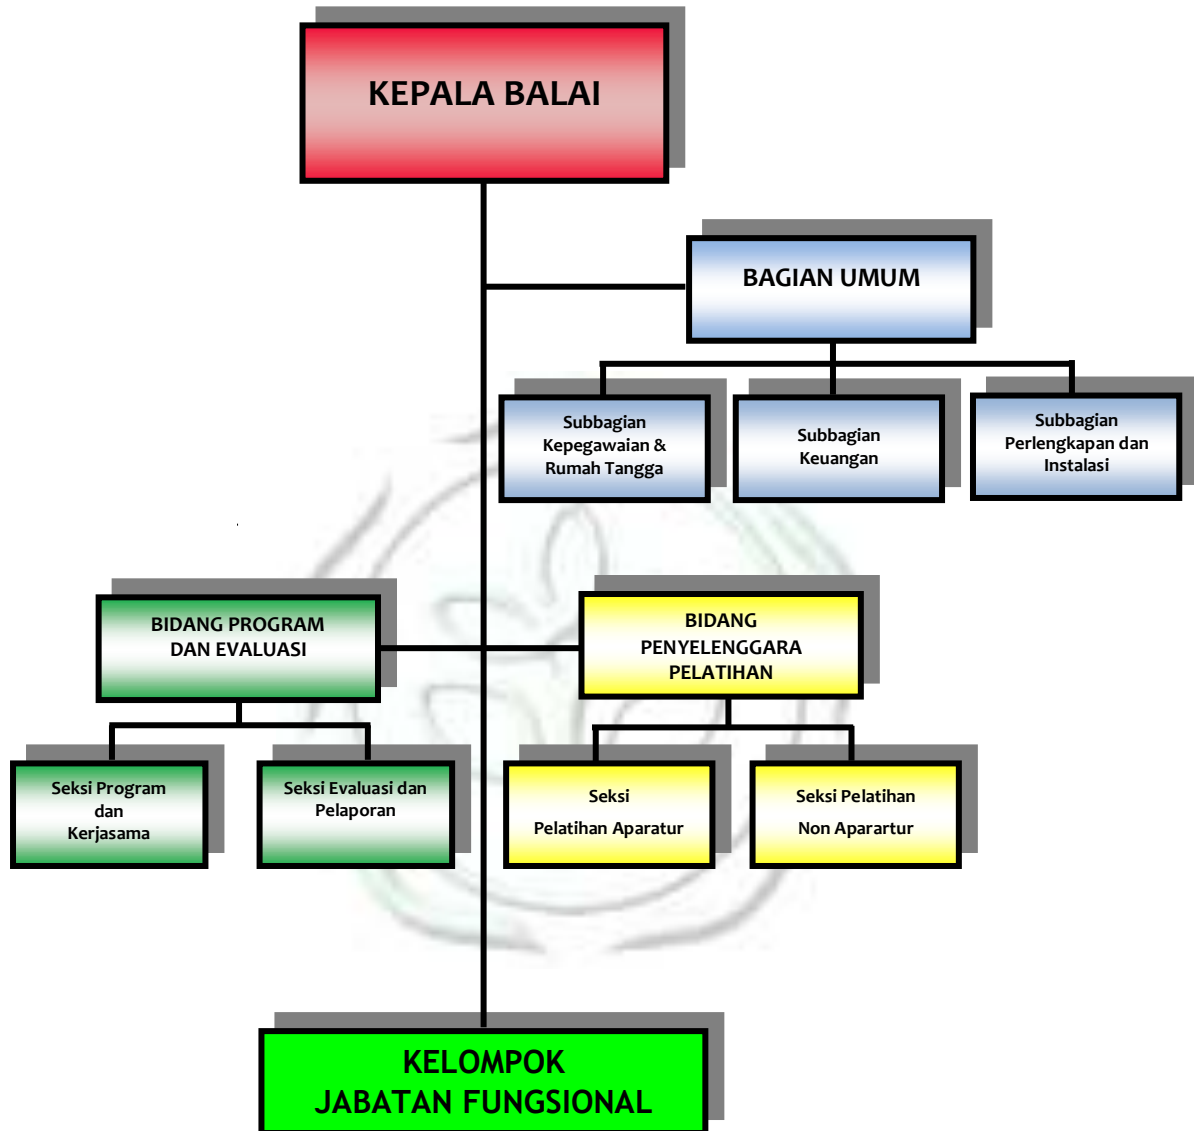 KEPALA BALAI
BAGIAN UMUM
Subbagian
Kepegawaian &
Rumah Tangga
Subbagian
Keuangan
Subbagian
Perlengkapan dan
Instalasi
BIDANG PROGRAM
DAN EVALUASI
BIDANG
PENYELENGGARA
PELATIHAN
Seksi Program
dan
Kerjasama
Seksi Evaluasi dan
Pelaporan
Seksi
Pelatihan Aparatur
Seksi Pelatihan
Non Aparartur
KELOMPOK
JABATAN FUNGSIONAL